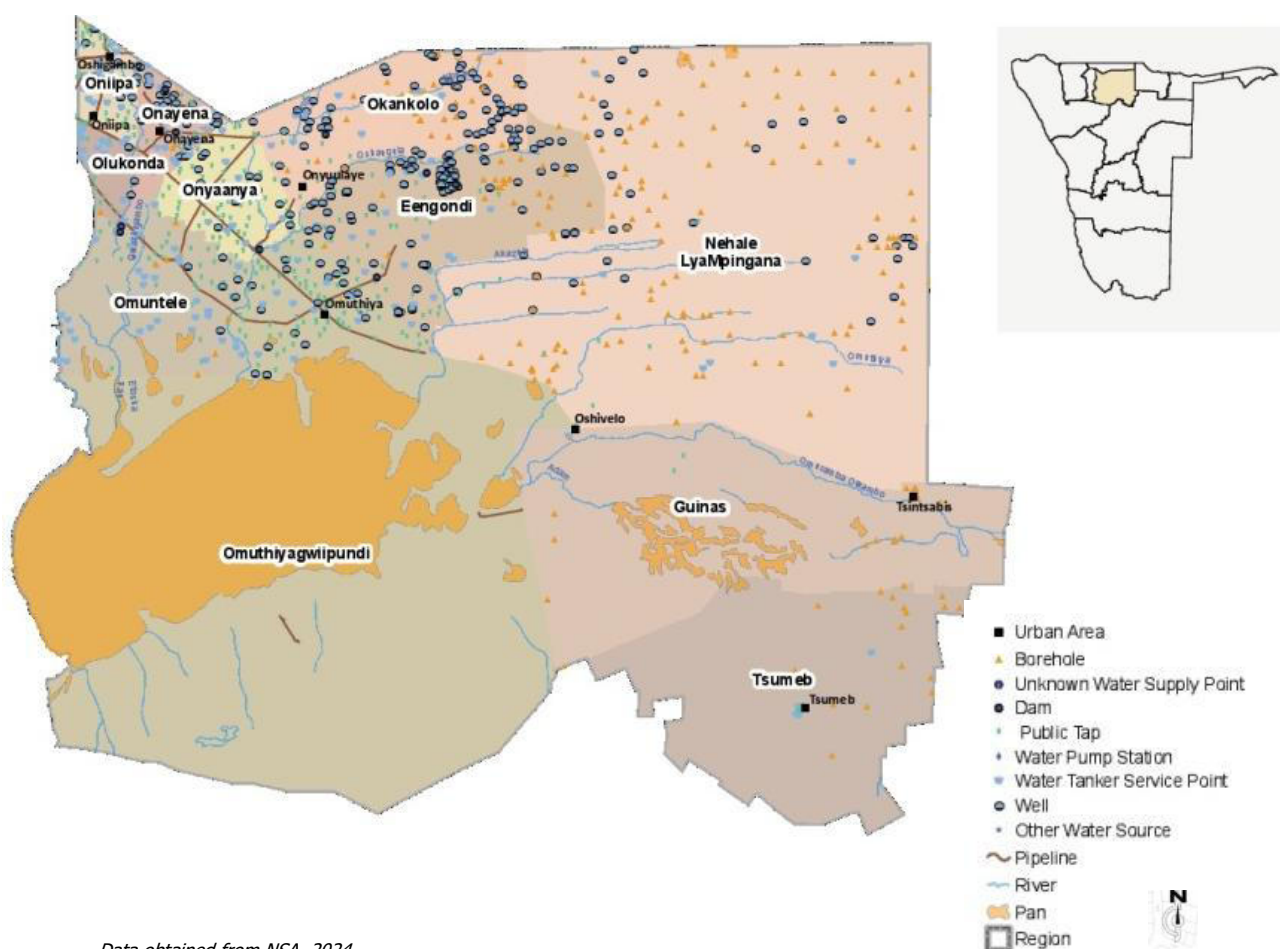 Oshigambo
Oniipa
Oniipa
Onayena
Onayena
Olukonda
Okankolo
Onyaanya
Onyuulaye
Eengondi
Nehale
LyaMpingana
Omuntele
Omuthiya
Oshivelo
Guinas
Tsintsabis
Omuthiyagwiipundi
Tsumeb
Tsumeb
Urban Area
Borehole
Unknown Water Supply Point
Dam
Public Tap
Water Pump Station
Water Tanker Service Point
Well
Other Water Source
Pipeline
River
Pan
Region
N
Data obtained from NSA, 2024